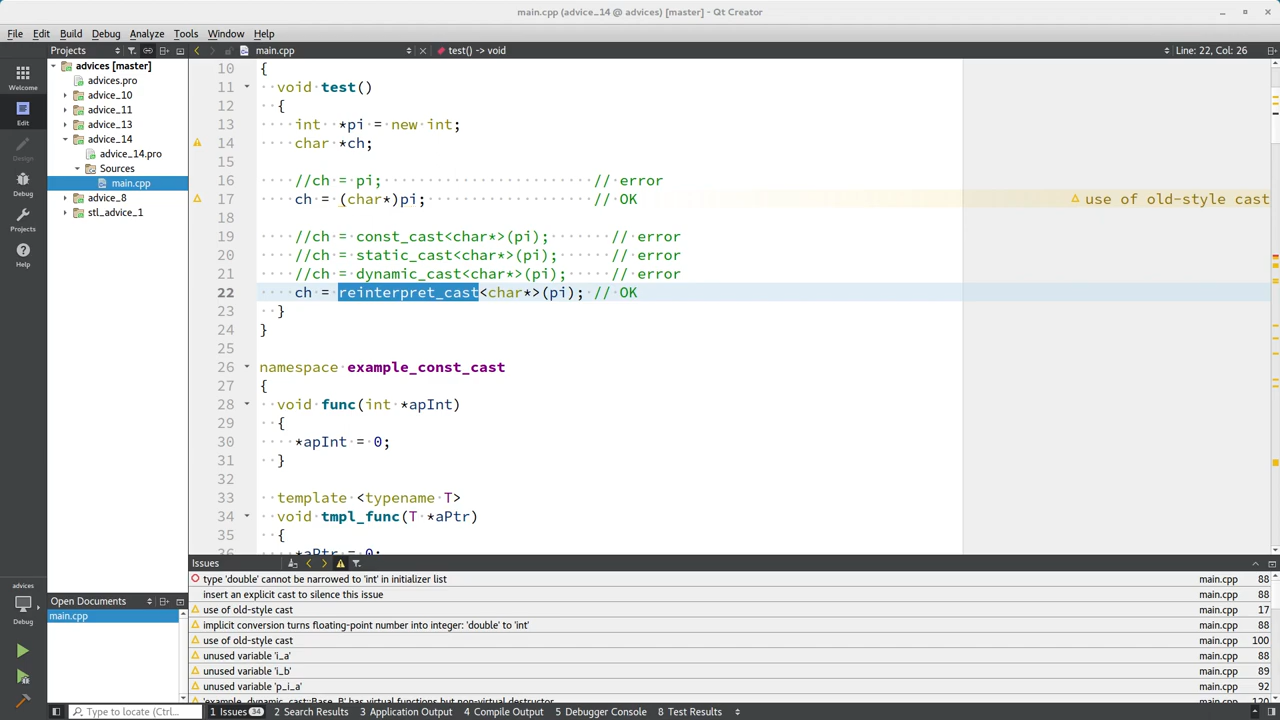 main.cpp (advice_14 @ advices) [master] - Qt Creator
File Edit Build Debug Analyze Tools Window Help
Projects main.cpp test() -> void Line: 22, Col: 26
Welcome
Edit
Design
Debug
Projects
Help
advices [master]
advices.pro
advice_10
advice_11
advice_13
advice_14
advice_14.pro
Sources
main.cpp
advice_8
stl_advice_1
10 {
11 void test()
12 {
13 int *pi = new int;
14 char *ch;
15
16 //ch = pi; // error
17 ch = (char*)pi; // OK use of old-style cast
18
19 //ch = const_cast<char*>(pi); // error
20 //ch = static_cast<char*>(pi); // error
21 //ch = dynamic_cast<char*>(pi); // error
22 ch = reinterpret_cast<char*>(pi); // OK
23 }
24 }
25
26 namespace example_const_cast
27 {
28 void func(int *apInt)
29 {
30 *apInt = 0;
31 }
32
33 template <typename T>
34 void tmpl_func(T *aPtr)
35 {
36 *aPtr = 0;
Issues
type 'double' cannot be narrowed to 'int' in initializer list main.cpp 88
insert an explicit cast to silence this issue main.cpp 88
use of old-style cast main.cpp 17
implicit conversion turns floating-point number into integer: 'double' to 'int' main.cpp 88
use of old-style cast main.cpp 100
unused variable 'i_a' main.cpp 88
unused variable 'i_b' main.cpp 89
unused variable 'p_i_a' main.cpp 92
'example_dynamic_cast::Base_B' has virtual functions but non-virtual destructor main.cpp 120
Open Documents
main.cpp
advices
Debug
Type to locate (Ctrl... 1 Issues 34 2 Search Results 3 Application Output 4 Compile Output 5 Debugger Console 8 Test Results